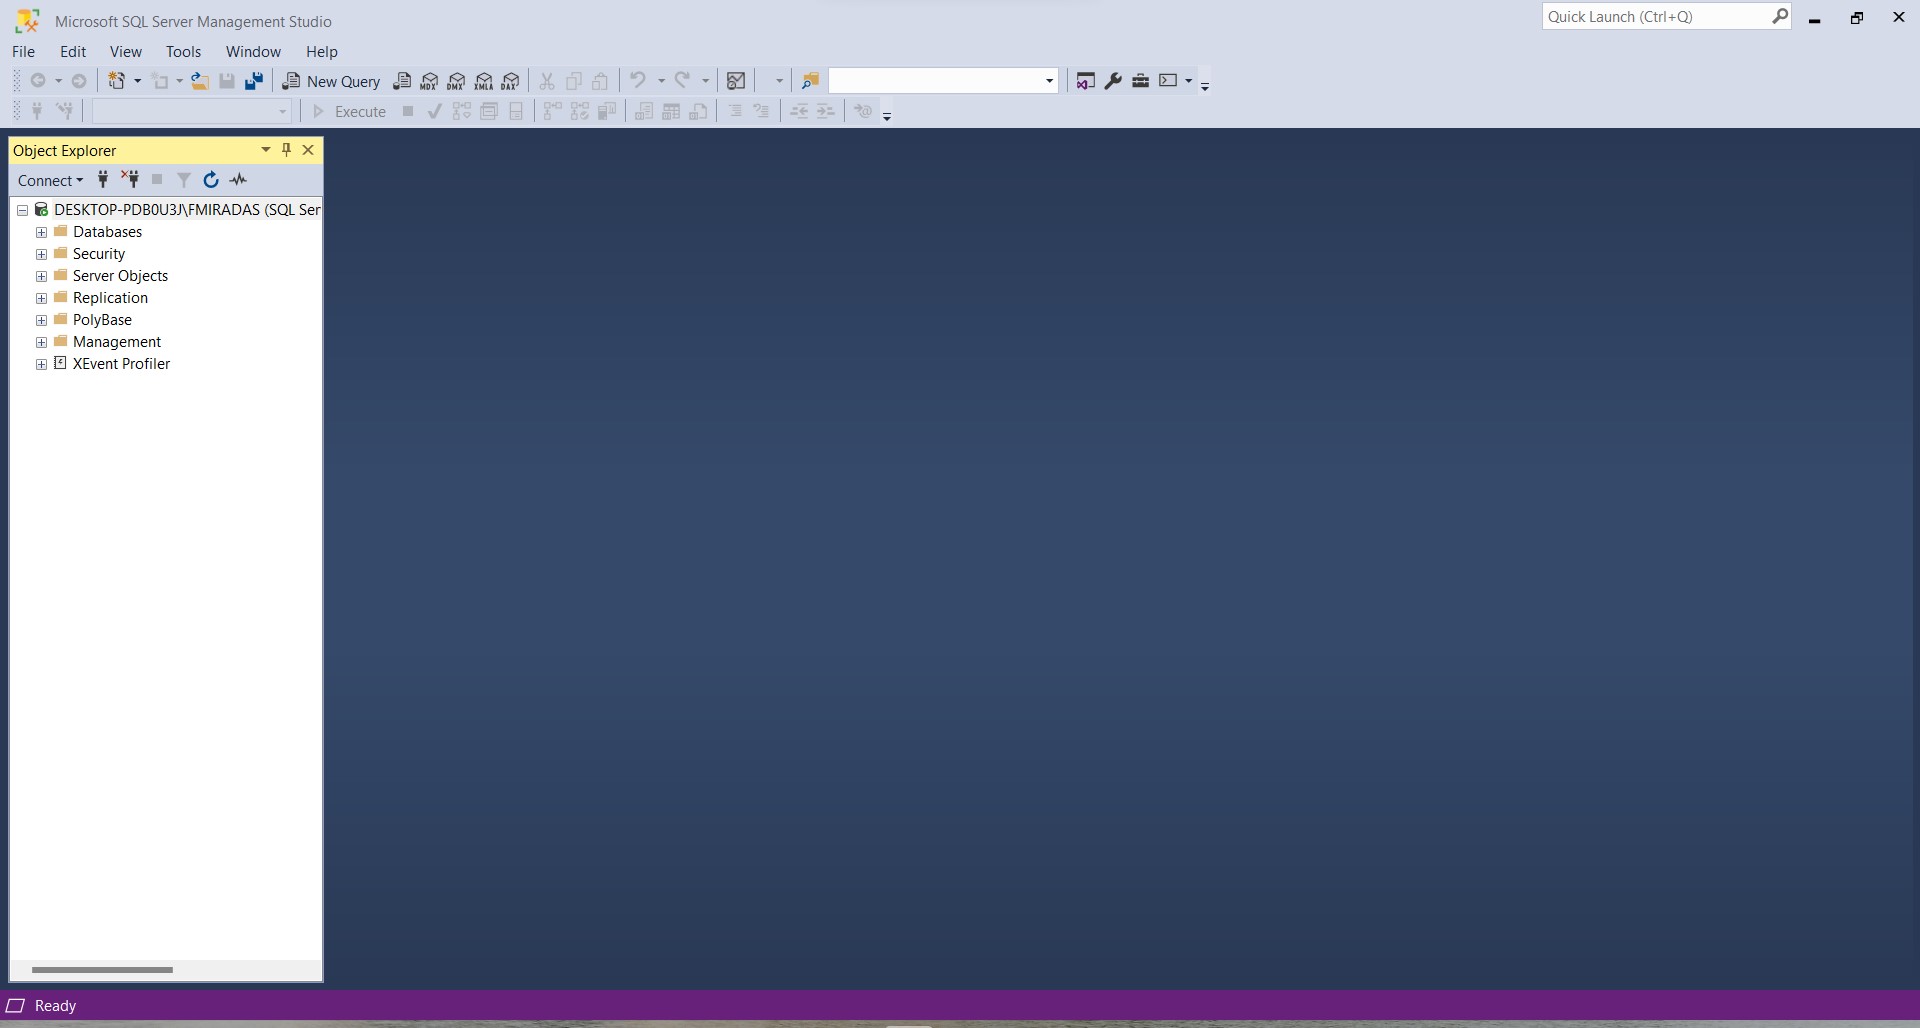 Microsoft SQL Server Management Studio
Quick Launch (Ctrl+Q)
File Edit View Tools Window Help
New Query MDX DMX XMLA DAX
Execute
Object Explorer
Connect
DESKTOP-PDB0U3J\FMIRADAS (SQL Ser
Databases
Security
Server Objects
Replication
PolyBase
Management
XEvent Profiler
Ready